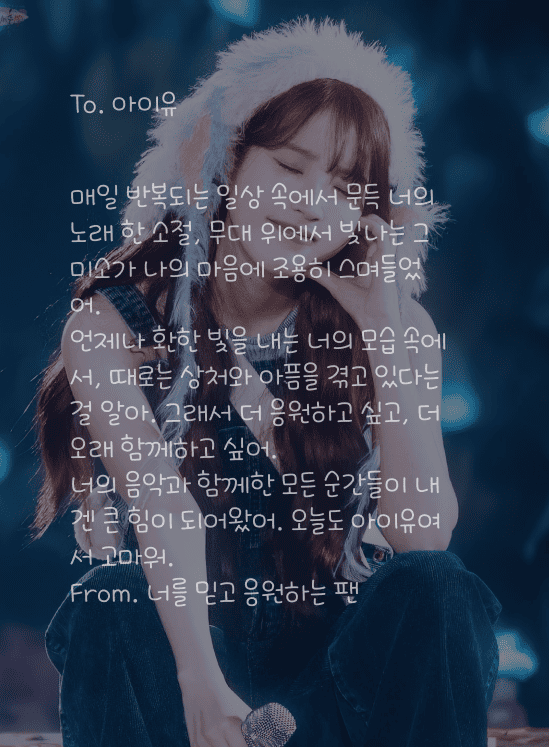 To. 아이유
매일 반복되는 일상 속에서 문득 너의
노래 한 소절, 무대 위에서 빛나는 그
미소가 나의 마음에 조용히 스며들었
어.
언제나 환한 빛을 내는 너의 모습 속에
서, 때로는 상처와 아픔을 겪고 있다는
걸 알아. 그래서 더 응원하고 싶고, 더
오래 함께하고 싶어.
너의 음악과 함께한 모든 순간들이 내
겐 큰 힘이 되어왔어. 오늘도 아이유여
서 고마워.
From. 너를 믿고 응원하는 팬